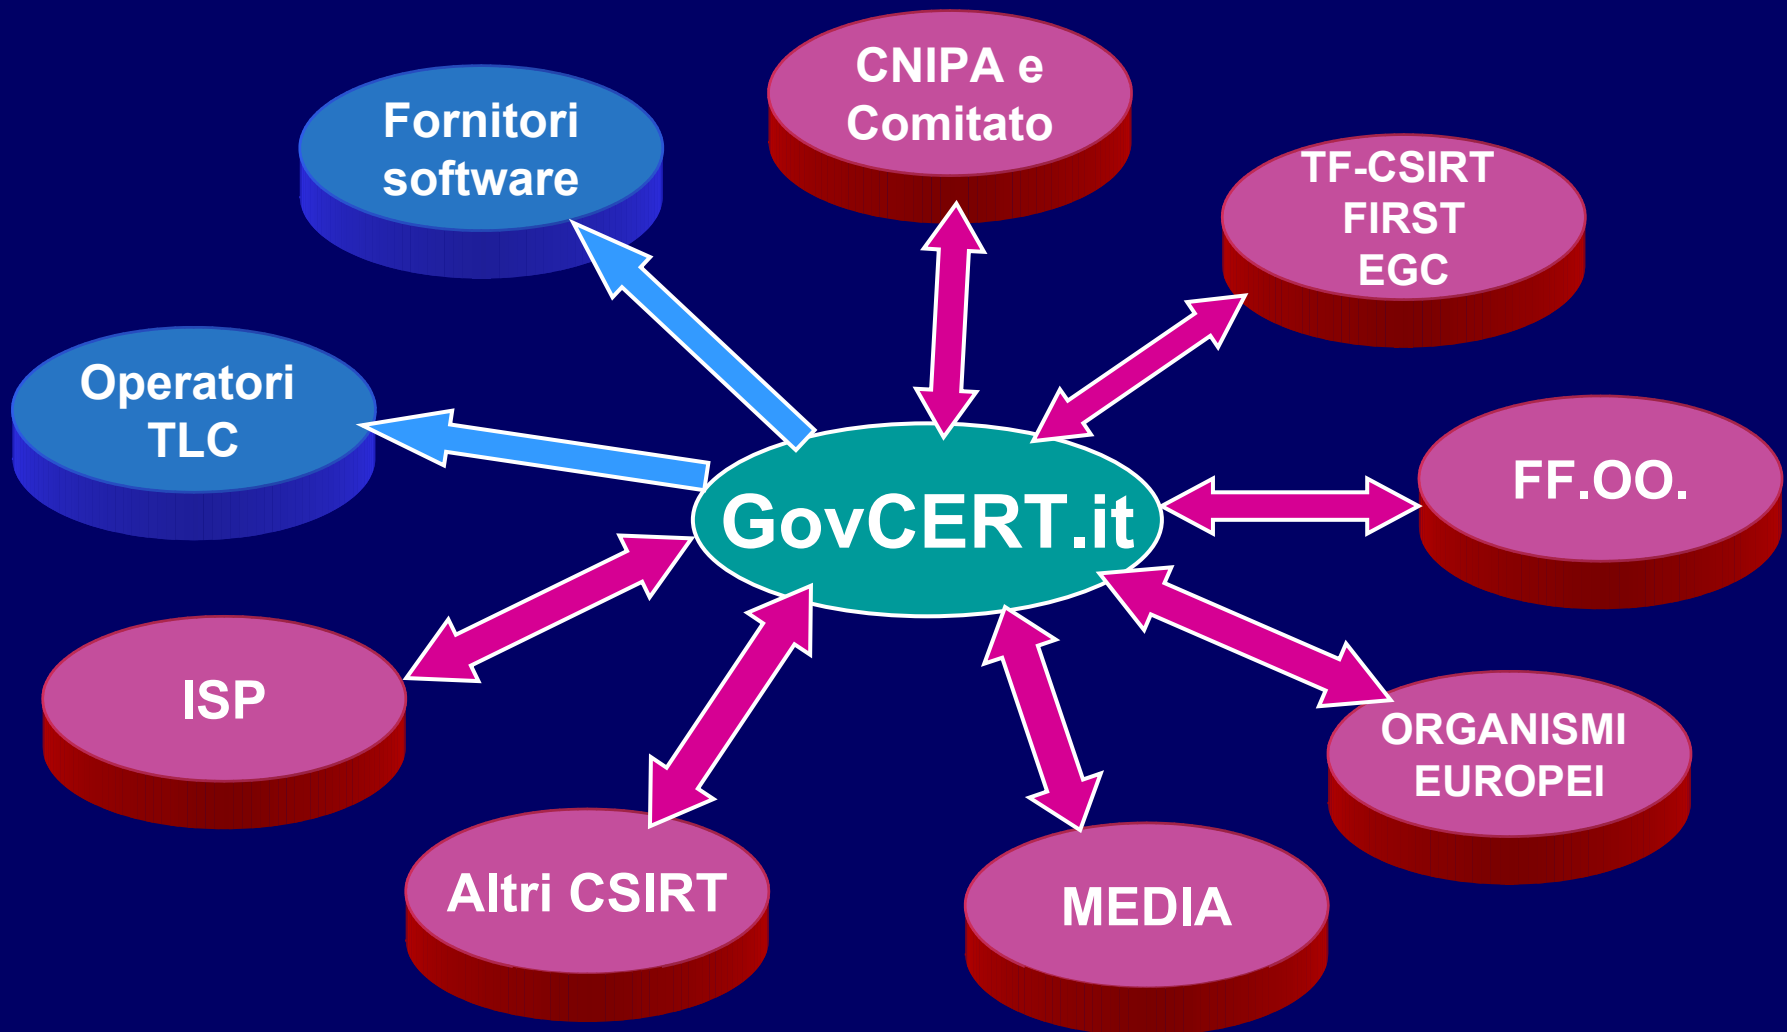 CNIPA e
Comitato
Fornitori
software
TF-CSIRT
FIRST
EGC
Operatori
TLC
FF.OO.
GovCERT.it
ISP
ORGANISMI
EUROPEI
Altri CSIRT
MEDIA